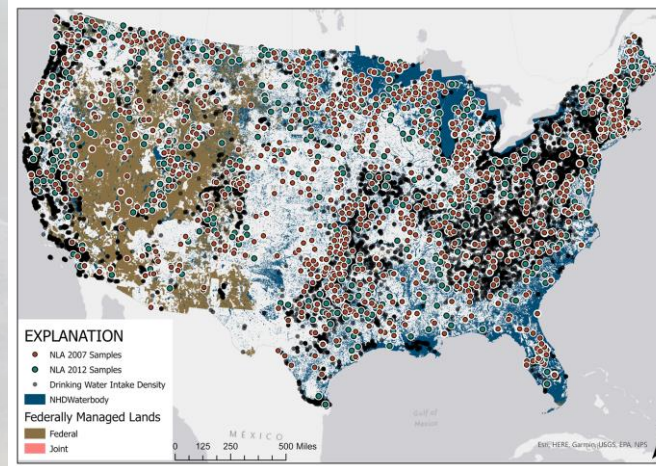 EXPLANATION
NLA 2007 Samples
NLA 2012 Samples
Drinking Water Intake Density
NHDWaterbody
Federally Managed Lands
Federal
Joint
MÉXICO
Gulf of
Mexico
0 125 250 500 Miles
Esri, HERE, Garmin, USGS, EPA, NPS